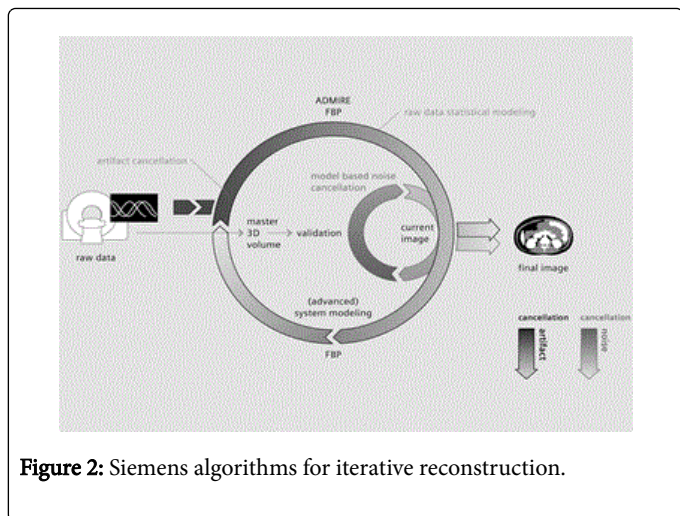 ADMIRE
FBP
raw data statistical modeling
artifact cancellation
model based noise
cancellation
master
3D
volume
validation
current
image
raw data
final image
(advanced)
system modeling
FBP
cancellation
artifact
cancellation
noise
Figure 2: Siemens algorithms for iterative reconstruction.